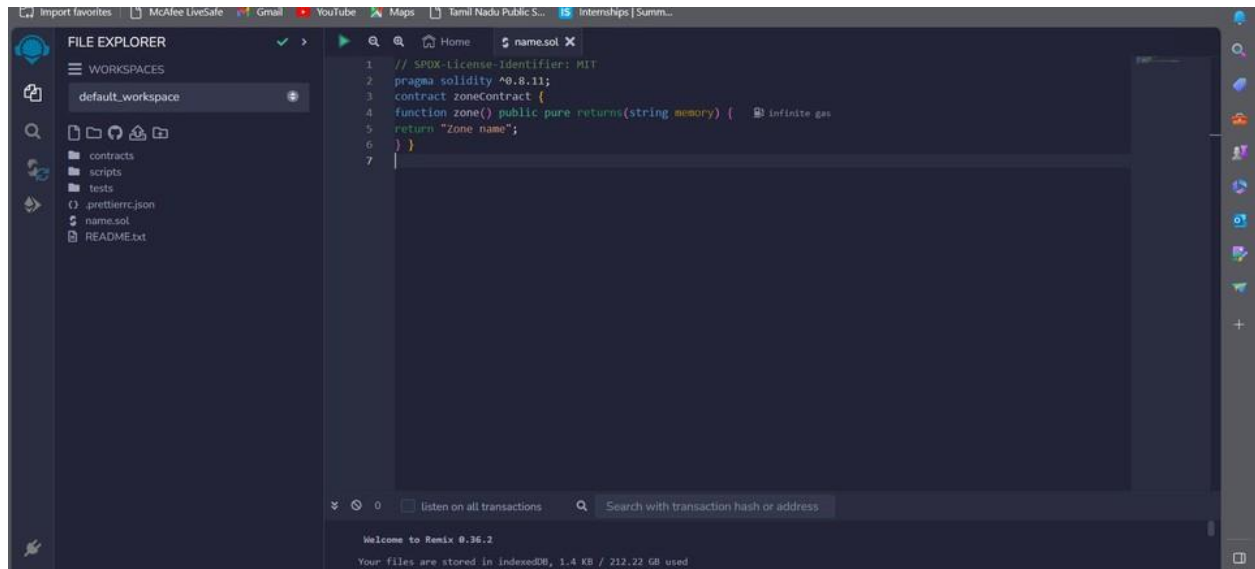 Import favorites McAfee LiveSafe Gmail YouTube Maps Tamil Nadu Public S... IS Internships | Summ...
FILE EXPLORER
WORKSPACES
default_workspace
contracts
scripts
tests
.prettierrc.json
name.sol
README.txt
Home name.sol
1 // SPDX-License-Identifier: MIT
2 pragma solidity ^0.8.11;
3 contract zoneContract {
4 function zone() public pure returns(string memory) { infinite gas
5 return "Zone name";
6 } }
7
0 listen on all transactions Search with transaction hash or address
Welcome to Remix 0.36.2
Your files are stored in indexedDB, 1.4 KB / 212.22 GB used